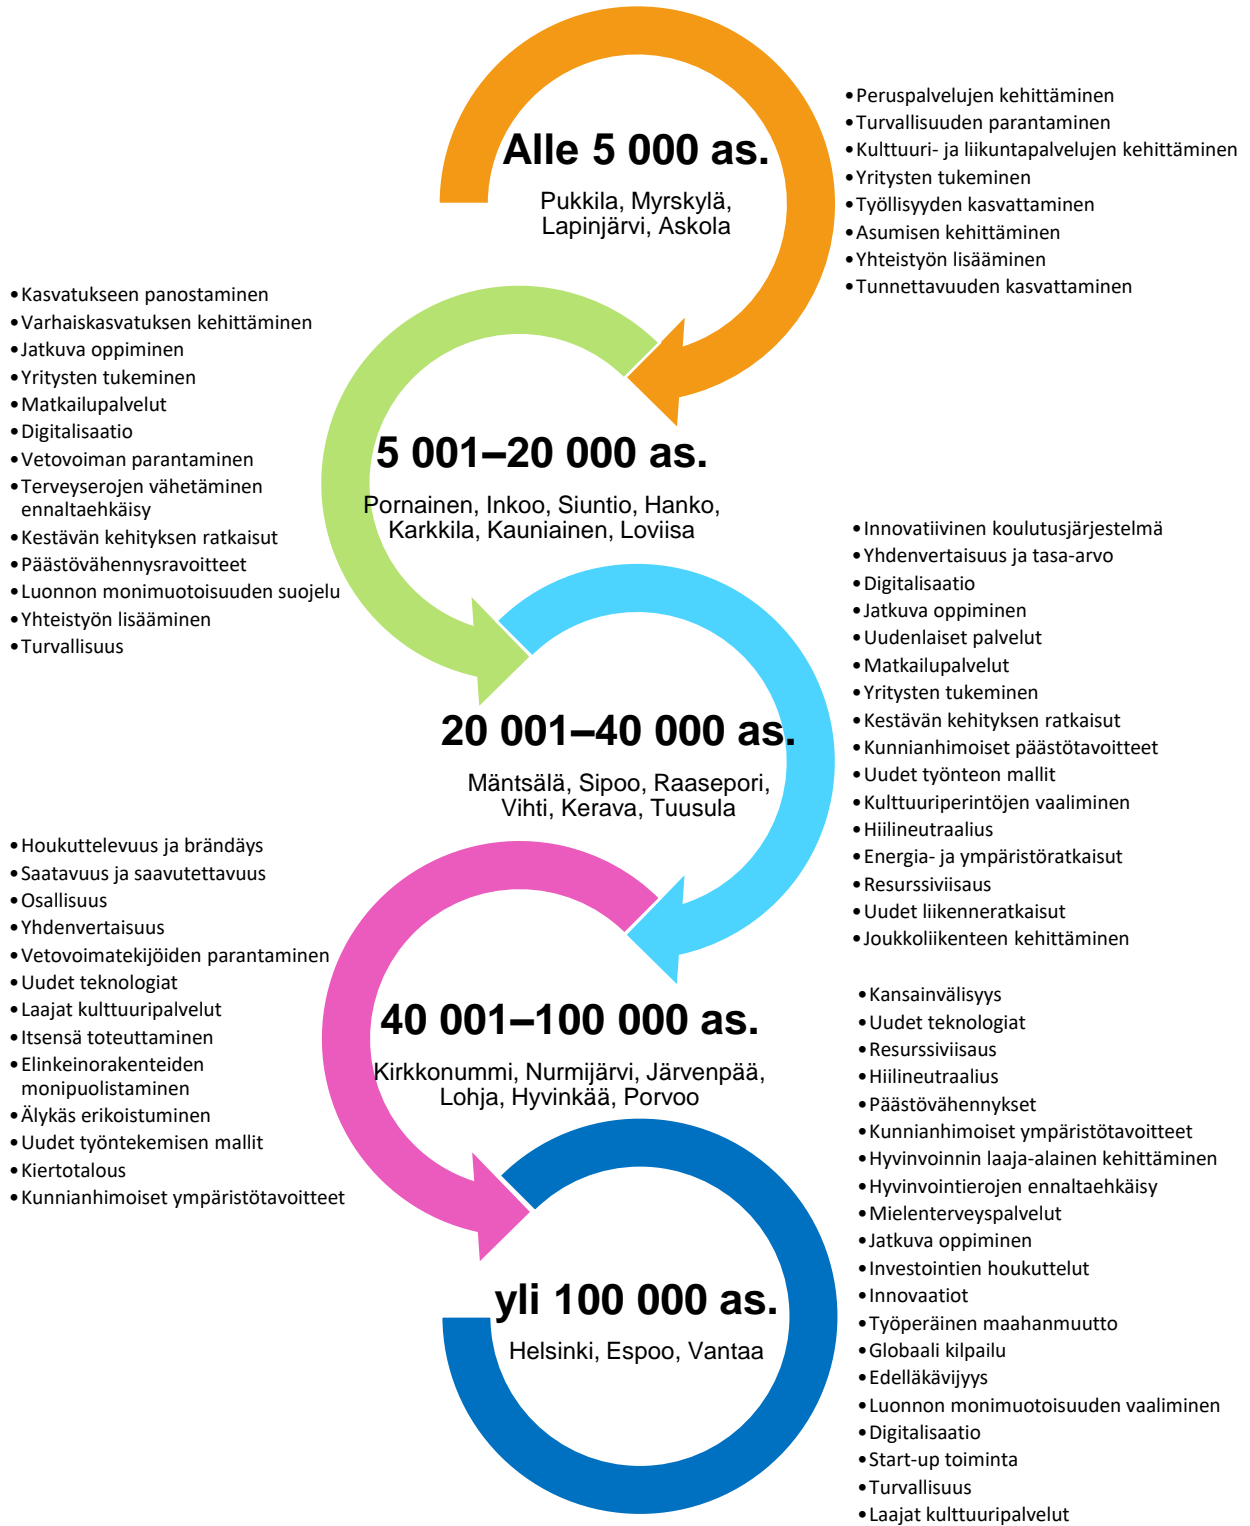 Alle 5 000 as.
Pukkila, Myrskylä,
Lapinjärvi, Askola
•Peruspalvelujen kehittäminen
•Turvallisuuden parantaminen
•Kulttuuri- ja liikuntapalvelujen kehittäminen
•Yritysten tukeminen
•Työllisyyden kasvattaminen
•Asumisen kehittäminen
•Yhteistyön lisääminen
•Tunnettavuuden kasvattaminen
•Kasvatukseen panostaminen
•Varhaiskasvatuksen kehittäminen
•Jatkuva oppiminen
•Yritysten tukeminen
•Matkailupalvelut
•Digitalisaatio
•Vetovoiman parantaminen
•Terveyserojen vähetäminen
ennaltaehkäisy
•Kestävän kehityksen ratkaisut
•Päästövähennysravoitteet
•Luonnon monimuotoisuuden suojelu
•Yhteistyön lisääminen
•Turvallisuus
5 001–20 000 as.
Pornainen, Inkoo, Siuntio, Hanko,
Karkkila, Kauniainen, Loviisa
•Innovatiivinen koulutusjärjestelmä
•Yhdenvertaisuus ja tasa-arvo
•Digitalisaatio
•Jatkuva oppiminen
•Uudenlaiset palvelut
•Matkailupalvelut
•Yritysten tukeminen
•Kestävän kehityksen ratkaisut
•Kunnianhimoiset päästötavoitteet
•Uudet työnteon mallit
•Kulttuuriperintöjen vaaliminen
•Hiilineutraalius
•Energia- ja ympäristöratkaisut
•Resurssiviisaus
•Uudet liikenneratkaisut
•Joukkoliikenteen kehittäminen
20 001–40 000 as.
Mäntsälä, Sipoo, Raasepori,
Vihti, Kerava, Tuusula
•Houkuttelevuus ja brändäys
•Saatavuus ja saavutettavuus
•Osallisuus
•Yhdenvertaisuus
•Vetovoimatekijöiden parantaminen
•Uudet teknologiat
•Laajat kulttuuripalvelut
•Itsensä toteuttaminen
•Elinkeinorakenteiden
monipuolistaminen
•Älykäs erikoistuminen
•Uudet työntekemisen mallit
•Kiertotalous
•Kunnianhimoiset ympäristötavoitteet
40 001–100 000 as.
Kirkkonummi, Nurmijärvi, Järvenpää,
Lohja, Hyvinkää, Porvoo
•Kansainvälisyys
•Uudet teknologiat
•Resurssiviisaus
•Hiilineutraalius
•Päästövähennykset
•Kunnianhimoiset ympäristötavoitteet
•Hyvinvoinnin laaja-alainen kehittäminen
•Hyvinvointierojen ennaltaehkäisy
•Mielenterveyspalvelut
•Jatkuva oppiminen
•Investointien houkuttelut
•Innovaatiot
•Työperäinen maahanmuutto
•Globaali kilpailu
•Edelläkävijyys
•Luonnon monimuotoisuuden vaaliminen
•Digitalisaatio
•Start-up toiminta
•Turvallisuus
•Laajat kulttuuripalvelut
yli 100 000 as.
Helsinki, Espoo, Vantaa